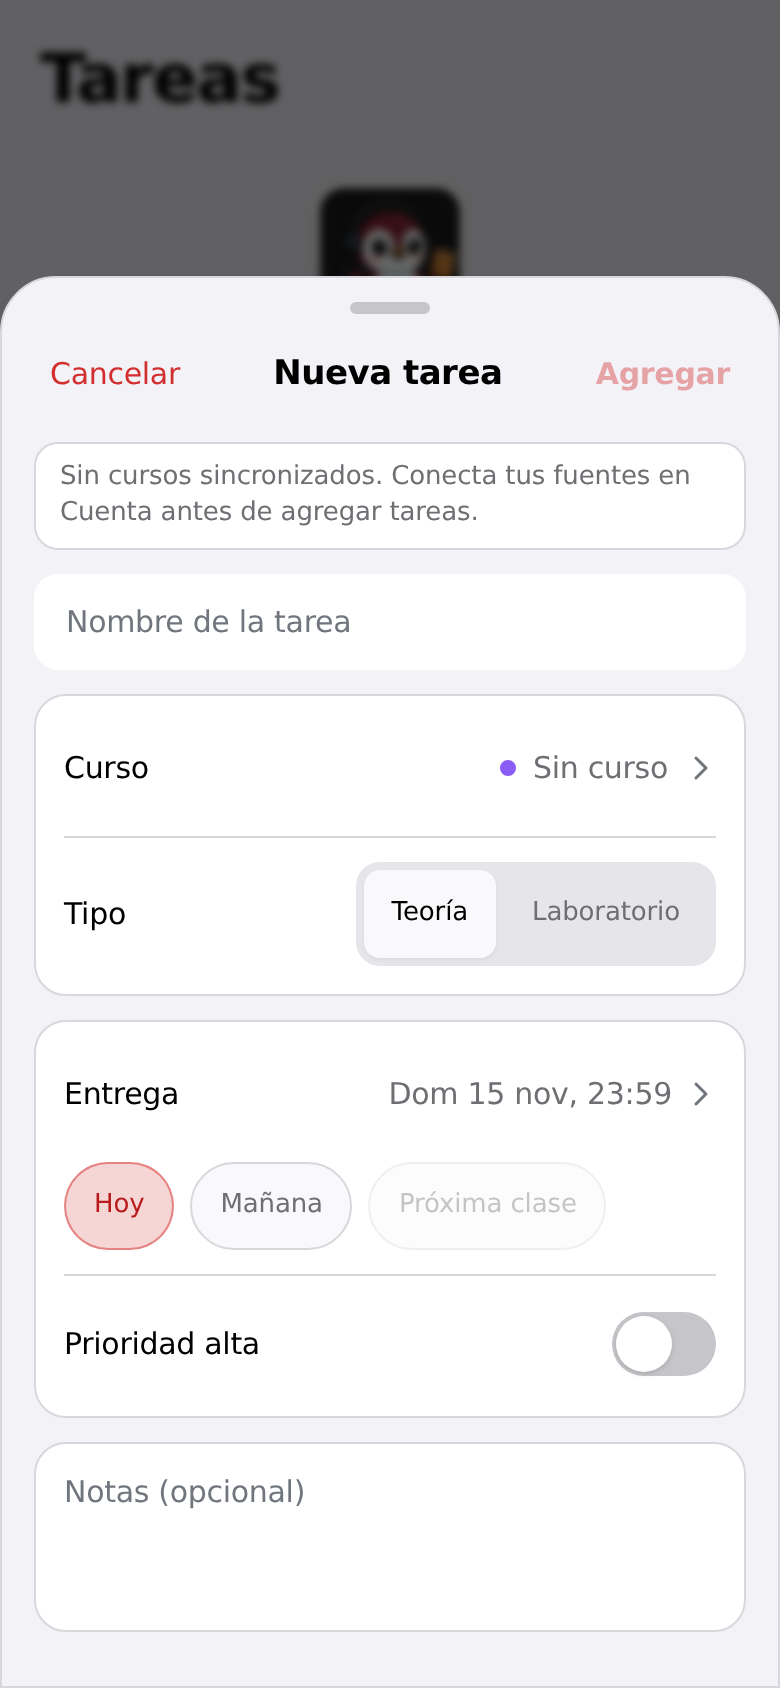 Tareas
Cancelar
Nueva tarea
Agregar
Sin cursos sincronizados. Conecta tus fuentes en
Cuenta antes de agregar tareas.
Nombre de la tarea
Curso
Sin curso
Tipo
Teoría
Laboratorio
Entrega
Dom 15 nov, 23:59
Hoy
Mañana
Próxima clase
Prioridad alta
Notas (opcional)